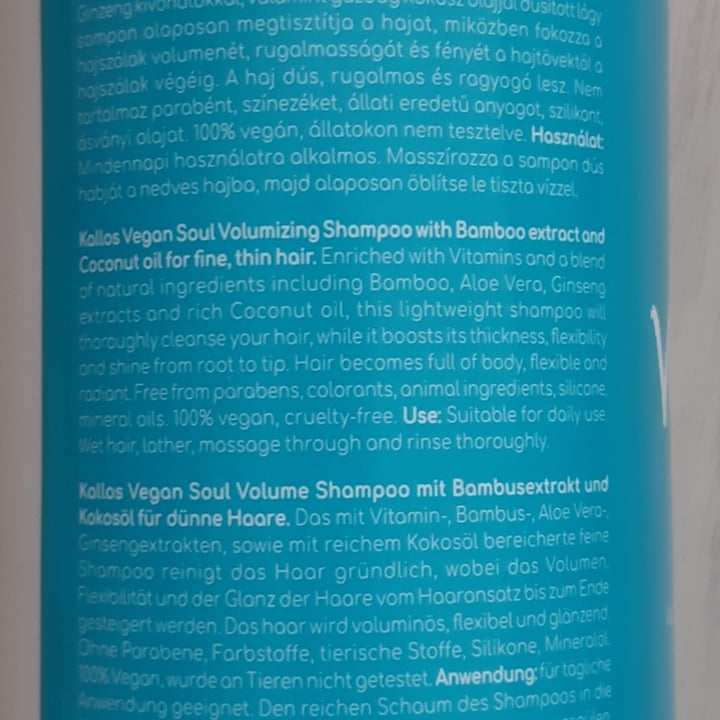 Ginzeng kivonatokkal, valamint gazdag kókusz olajjal dúsított lágy
sampon alaposan megtisztítja a hajat, miközben fokozza a
hajszálak volumenét, rugalmasságát és fényét a hajtövektől a
hajszálak végéig. A haj dús, rugalmas és ragyogó lesz. Nem
tartalmaz parabént, színezéket, állati eredetű anyagot, szilikont,
ásványi olajat. 100% vegán, állatokon nem tesztelve. Használat:
Mindennapi használatra alkalmas. Masszírozza a sampon dús
habját a nedves hajba, majd alaposan öblítse le tiszta vízzel.
Kallos Vegan Soul Volumizing Shampoo with Bamboo extract and
Coconut oil for fine, thin hair. Enriched with Vitamins and a blend
of natural ingredients including Bamboo, Aloe Vera, Ginseng
extracts and rich Coconut oil, this lightweight shampoo will
thoroughly cleanse your hair, while it boosts its thickness, flexibility
and shine from root to tip. Hair becomes full of body, flexible and
radiant. Free from parabens, colorants, animal ingredients, silicone,
mineral oils. 100% vegan, cruelty-free. Use: Suitable for daily use.
Wet hair, lather, massage through and rinse thoroughly.
Kallos Vegan Soul Volume Shampoo mit Bambusextrakt und
Kokosöl für dünne Haare. Das mit Vitamin-, Bambus-, Aloe Vera-,
Ginsengextrakten, sowie mit reichem Kokosöl bereicherte feine
Shampoo reinigt das Haar gründlich, wobei das Volumen,
Flexibilität und der Glanz der Haare vom Haaransatz bis zum Ende
gesteigert werden. Das haar wird voluminös, flexibel und glänzend.
Ohne Parabene, Farbstoffe, tierische Stoffe, Silikone, Mineralöl.
100% Vegan, wurde an Tieren nicht getestet. Anwendung: für tägliche
Anwendung geeignet. Den reichen Schaum des Shampoos in die